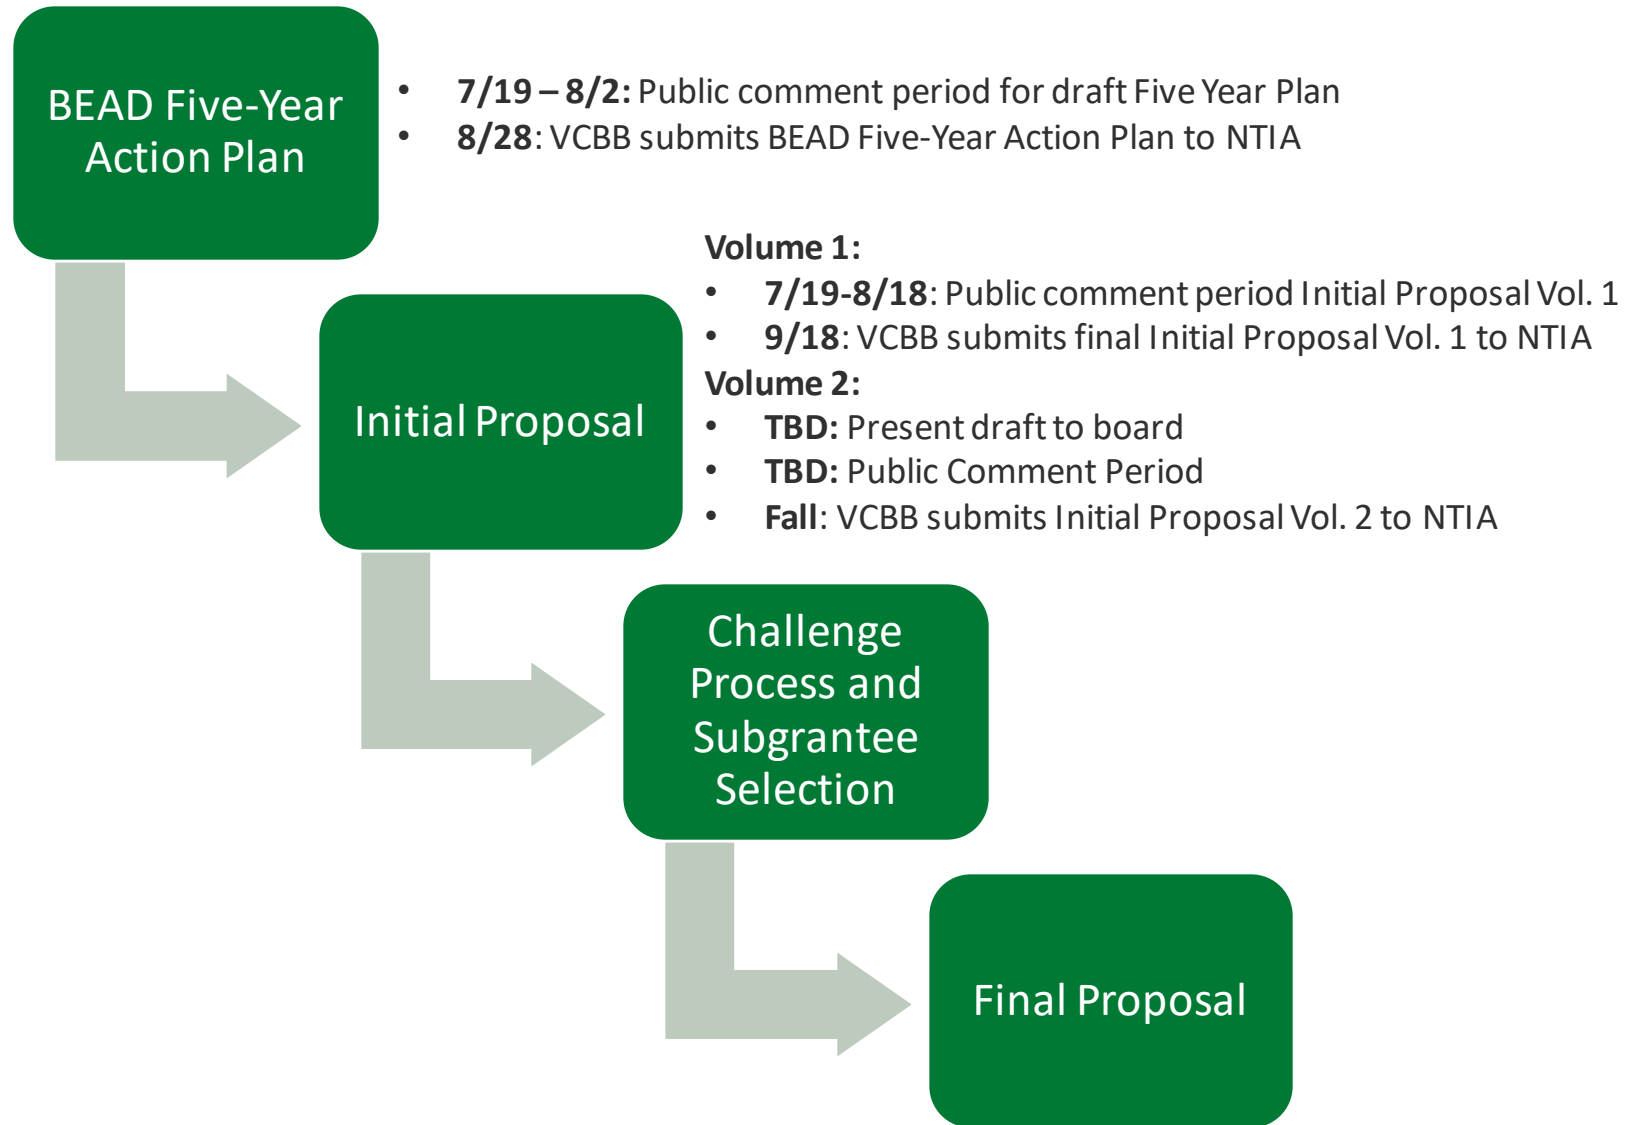 BEAD Five-Year
Action Plan
• 7/19 – 8/2: Public comment period for draft Five Year Plan
• 8/28: VCBB submits BEAD Five-Year Action Plan to NTIA
Volume 1:
• 7/19-8/18: Public comment period Initial Proposal Vol. 1
• 9/18: VCBB submits final Initial Proposal Vol. 1 to NTIA
Volume 2:
• TBD: Present draft to board
• TBD: Public Comment Period
• Fall: VCBB submits Initial Proposal Vol. 2 to NTIA
Initial Proposal
Challenge
Process and
Subgrantee
Selection
Final Proposal